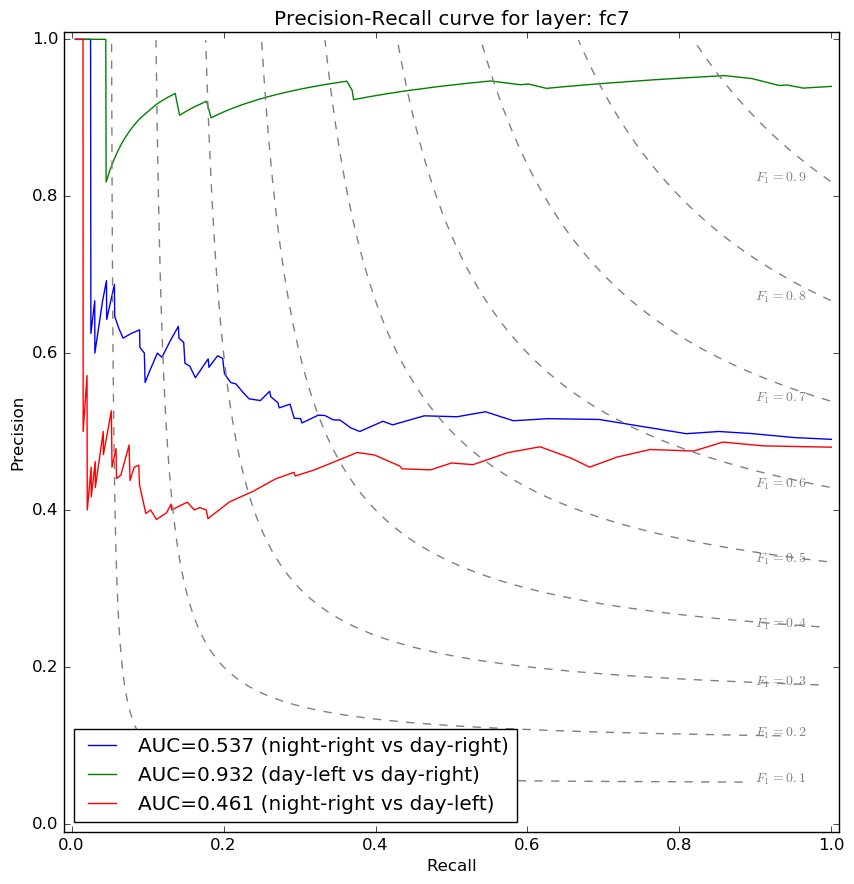 Precision-Recall curve for layer: fc7
Precision
1.0
0.8
0.6
0.4
0.2
0.0
F₁ = 0.9
F₁ = 0.8
F₁ = 0.7
F₁ = 0.6
F₁ = 0.5
F₁ = 0.4
F₁ = 0.3
F₁ = 0.2
F₁ = 0.1
AUC=0.537 (night-right vs day-right)
AUC=0.932 (day-left vs day-right)
AUC=0.461 (night-right vs day-left)
0.0 0.2 0.4 0.6 0.8 1.0
Recall